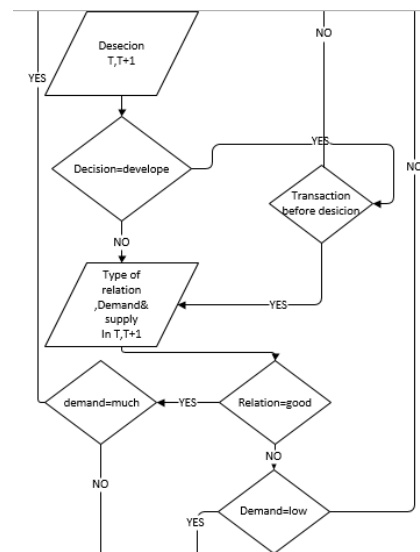 NO
Desecion
T,T+1
YES
YES
NO
Decision=develope
Transaction
before desicion
NO
Type of
relation
,Demand&
supply
In T,T+1
YES
demand=much
YES
Relation=good
NO
NO
Demand=low
YES